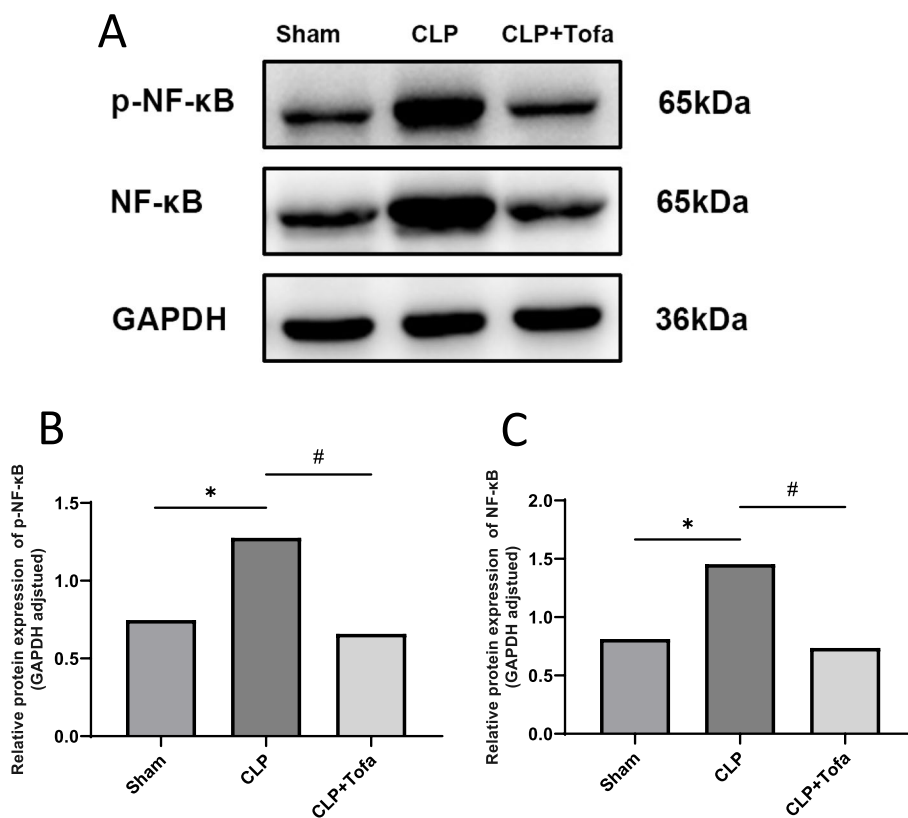 A
Sham CLP CLP+Tofa
p-NF-κB 65kDa
NF-κB 65kDa
GAPDH 36kDa
B
Relative protein expression of p-NF-κB
(GAPDH adjstued)
1.5
1.0
0.5
0.0
*
#
Sham
CLP
CLP+Tofa
C
Relative protein expression of NF-κB
(GAPDH adjstued)
2.0
1.5
1.0
0.5
0.0
*
#
Sham
CLP
CLP+Tofa